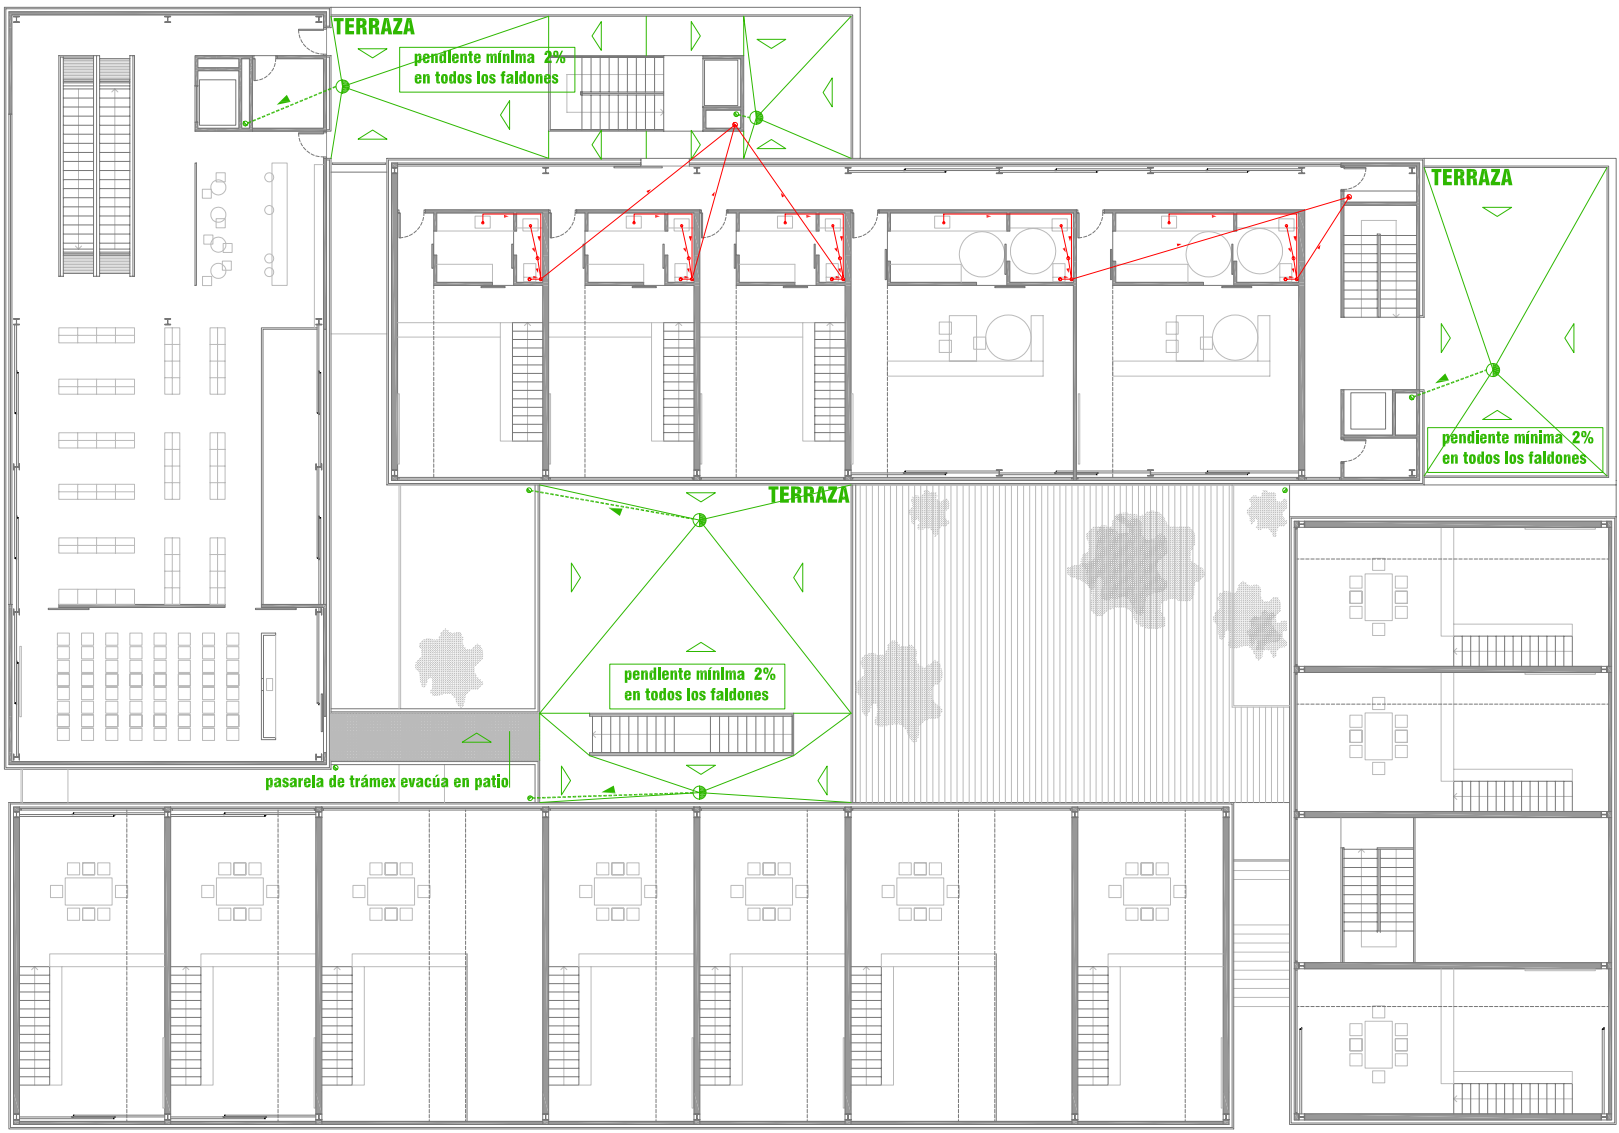 TERRAZA
pendiente mínima 2%
en todos los faldones
TERRAZA
pendiente mínima 2%
en todos los faldones
TERRAZA
pendiente mínima 2%
en todos los faldones
pasarela de trámex evacúa en patio